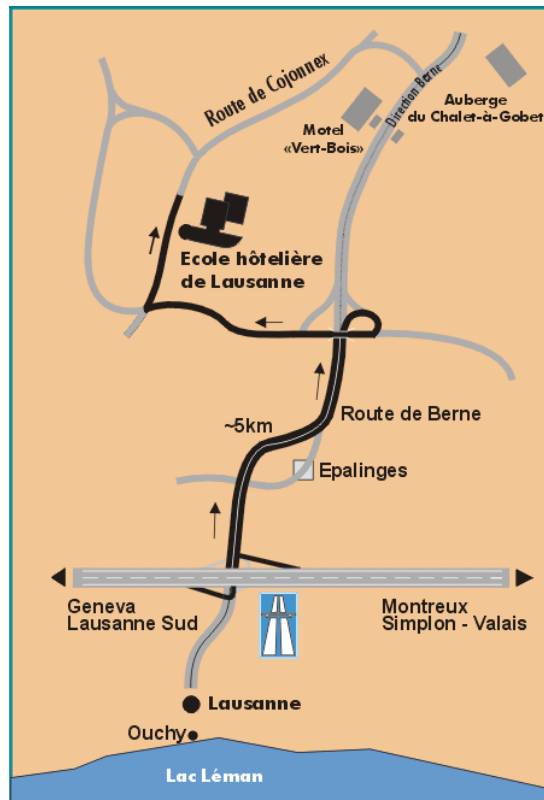 Route de Cojonnex
Direction Berne
Auberge
du Chalet-à-Gobet
Motel
«Vert-Bois»
Ecole hôtelière
de Lausanne
~5km
Route de Berne
Epalinges
Geneva
Lausanne Sud
Montreux
Simplon - Valais
Lausanne
Ouchy
Lac Léman